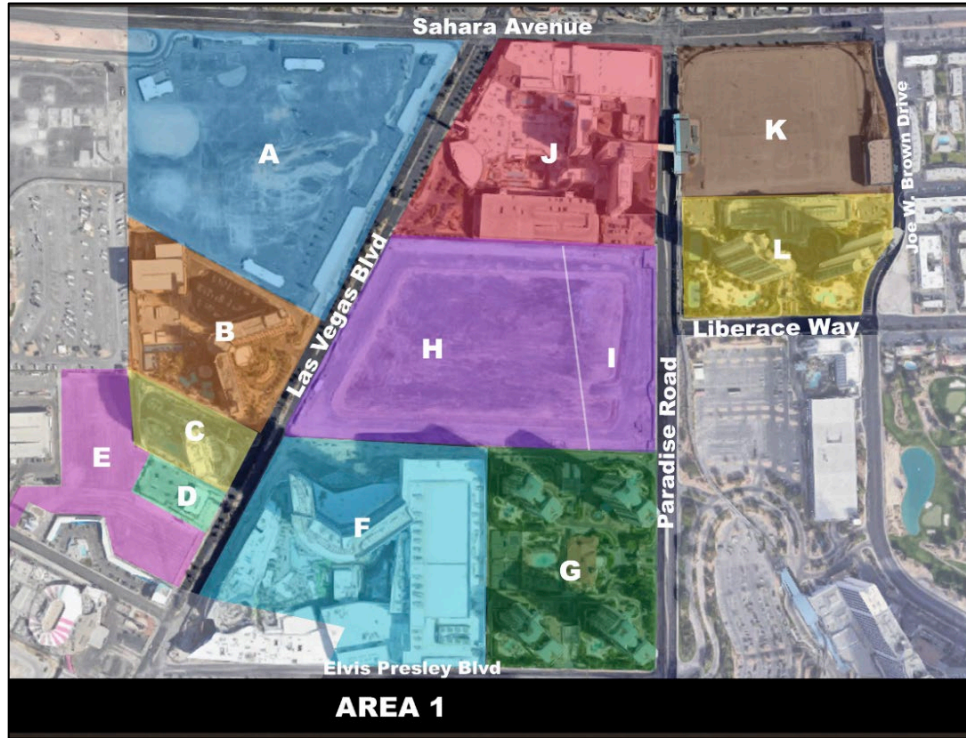 Sahara Avenue
K
A
J
Joe W. Brown Drive
L
Las Vegas Blvd
B
Liberace Way
H
I
C
E
Paradise Road
D
F
G
Elvis Presley Blvd
AREA 1